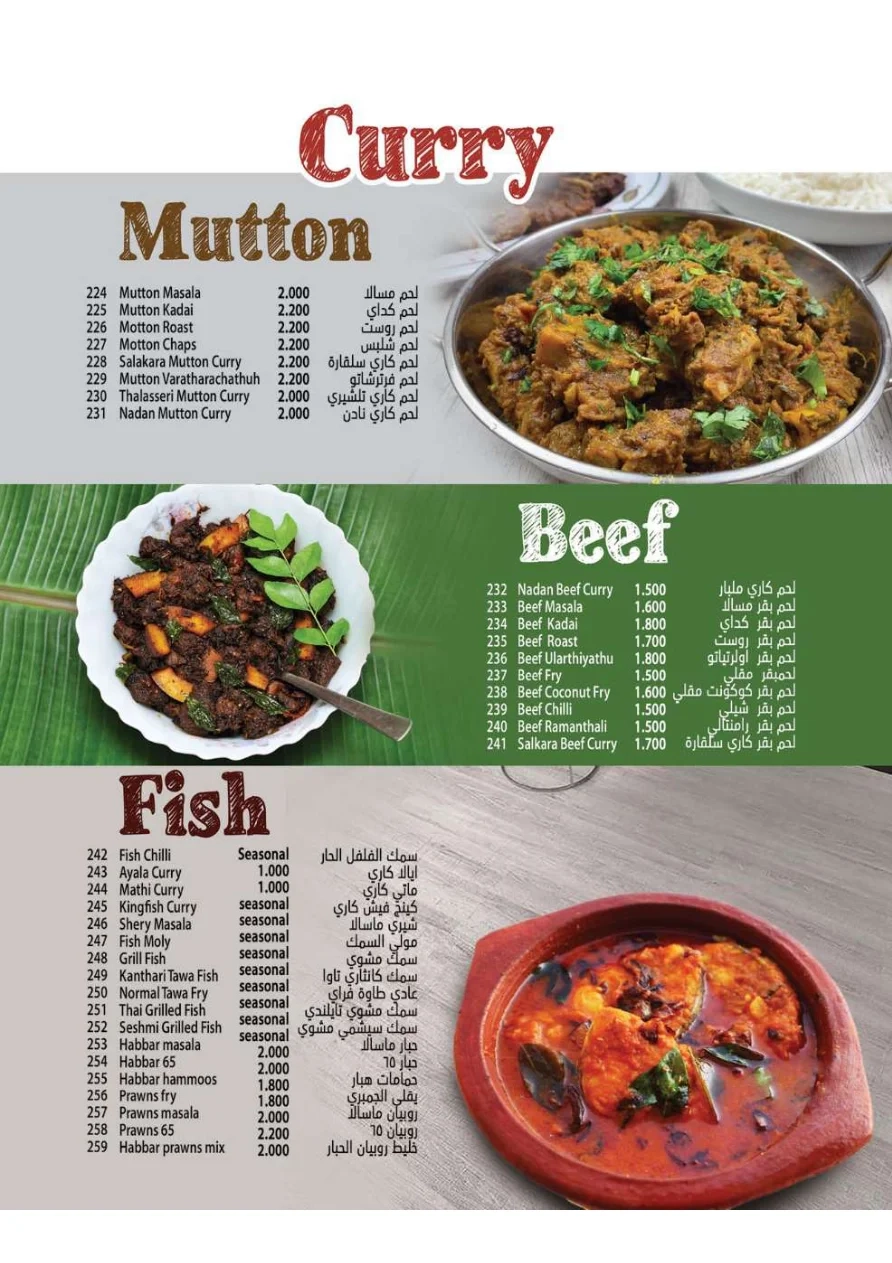 Curry
Mutton
224 Mutton Masala 2.000 لحم مسالا
225 Mutton Kadai 2.200 لحم كداي
226 Motton Roast 2.200 لحم روست
227 Motton Chaps 2.200 لحم شلبس
228 Salakara Mutton Curry 2.200 لحم كاري سلقارة
229 Mutton Varatharachathuh 2.200 لحم فرترشاتو
230 Thalasseri Mutton Curry 2.000 لحم كاري تلشيري
231 Nadan Mutton Curry 2.000 لحم كاري نادن
Beef
232 Nadan Beef Curry 1.500 لحم كاري مليار
233 Beef Masala 1.600 لحم بقر مسالا
234 Beef Kadai 1.800 لحم بقر كداي
235 Beef Roast 1.700 لحم بقر روست
236 Beef Ularthiyathu 1.800 لحم بقر اولرتياتو
237 Beef Fry 1.500 لحمبقر مقلي
238 Beef Coconut Fry 1.600 لحم بقر كوكونت مقلي
239 Beef Chilli 1.500 لحم بقر شيلي
240 Beef Ramanthali 1.500 لحم بقر رامنتالي
241 Salkara Beef Curry 1.700 لحم بقر كاري سلقارة
Fish
242 Fish Chilli Seasonal سمك الفلفل الحار
243 Ayala Curry 1.000 ايالا كاري
244 Mathi Curry 1.000 ماتي كاري
245 Kingfish Curry seasonal كينج فيش كاري
246 Shery Masala seasonal شيري ماسالا
247 Fish Moly seasonal مولي السمك
248 Grill Fish seasonal سمك مشوي
249 Kanthari Tawa Fish seasonal سمك كانتاري تاوا
250 Normal Tawa Fry seasonal عادي طاوة فراي
251 Thai Grilled Fish seasonal سمك مشوي تايلندي
252 Seshmi Grilled Fish seasonal سمك سيشمي مشوي
seasonal
253 Habbar masala 2.000 حبار ماسالا
254 Habbar 65 2.000 حبار ٦٥
255 Habbar hammoos 1.800 حمامات هبار
256 Prawns fry 1.800 يقلي الجمبري
257 Prawns masala 2.000 روبيان ماسالا
258 Prawns 65 2.200 روبيان ٦٥
259 Habbar prawns mix 2.000 خليط روبيان الحبار